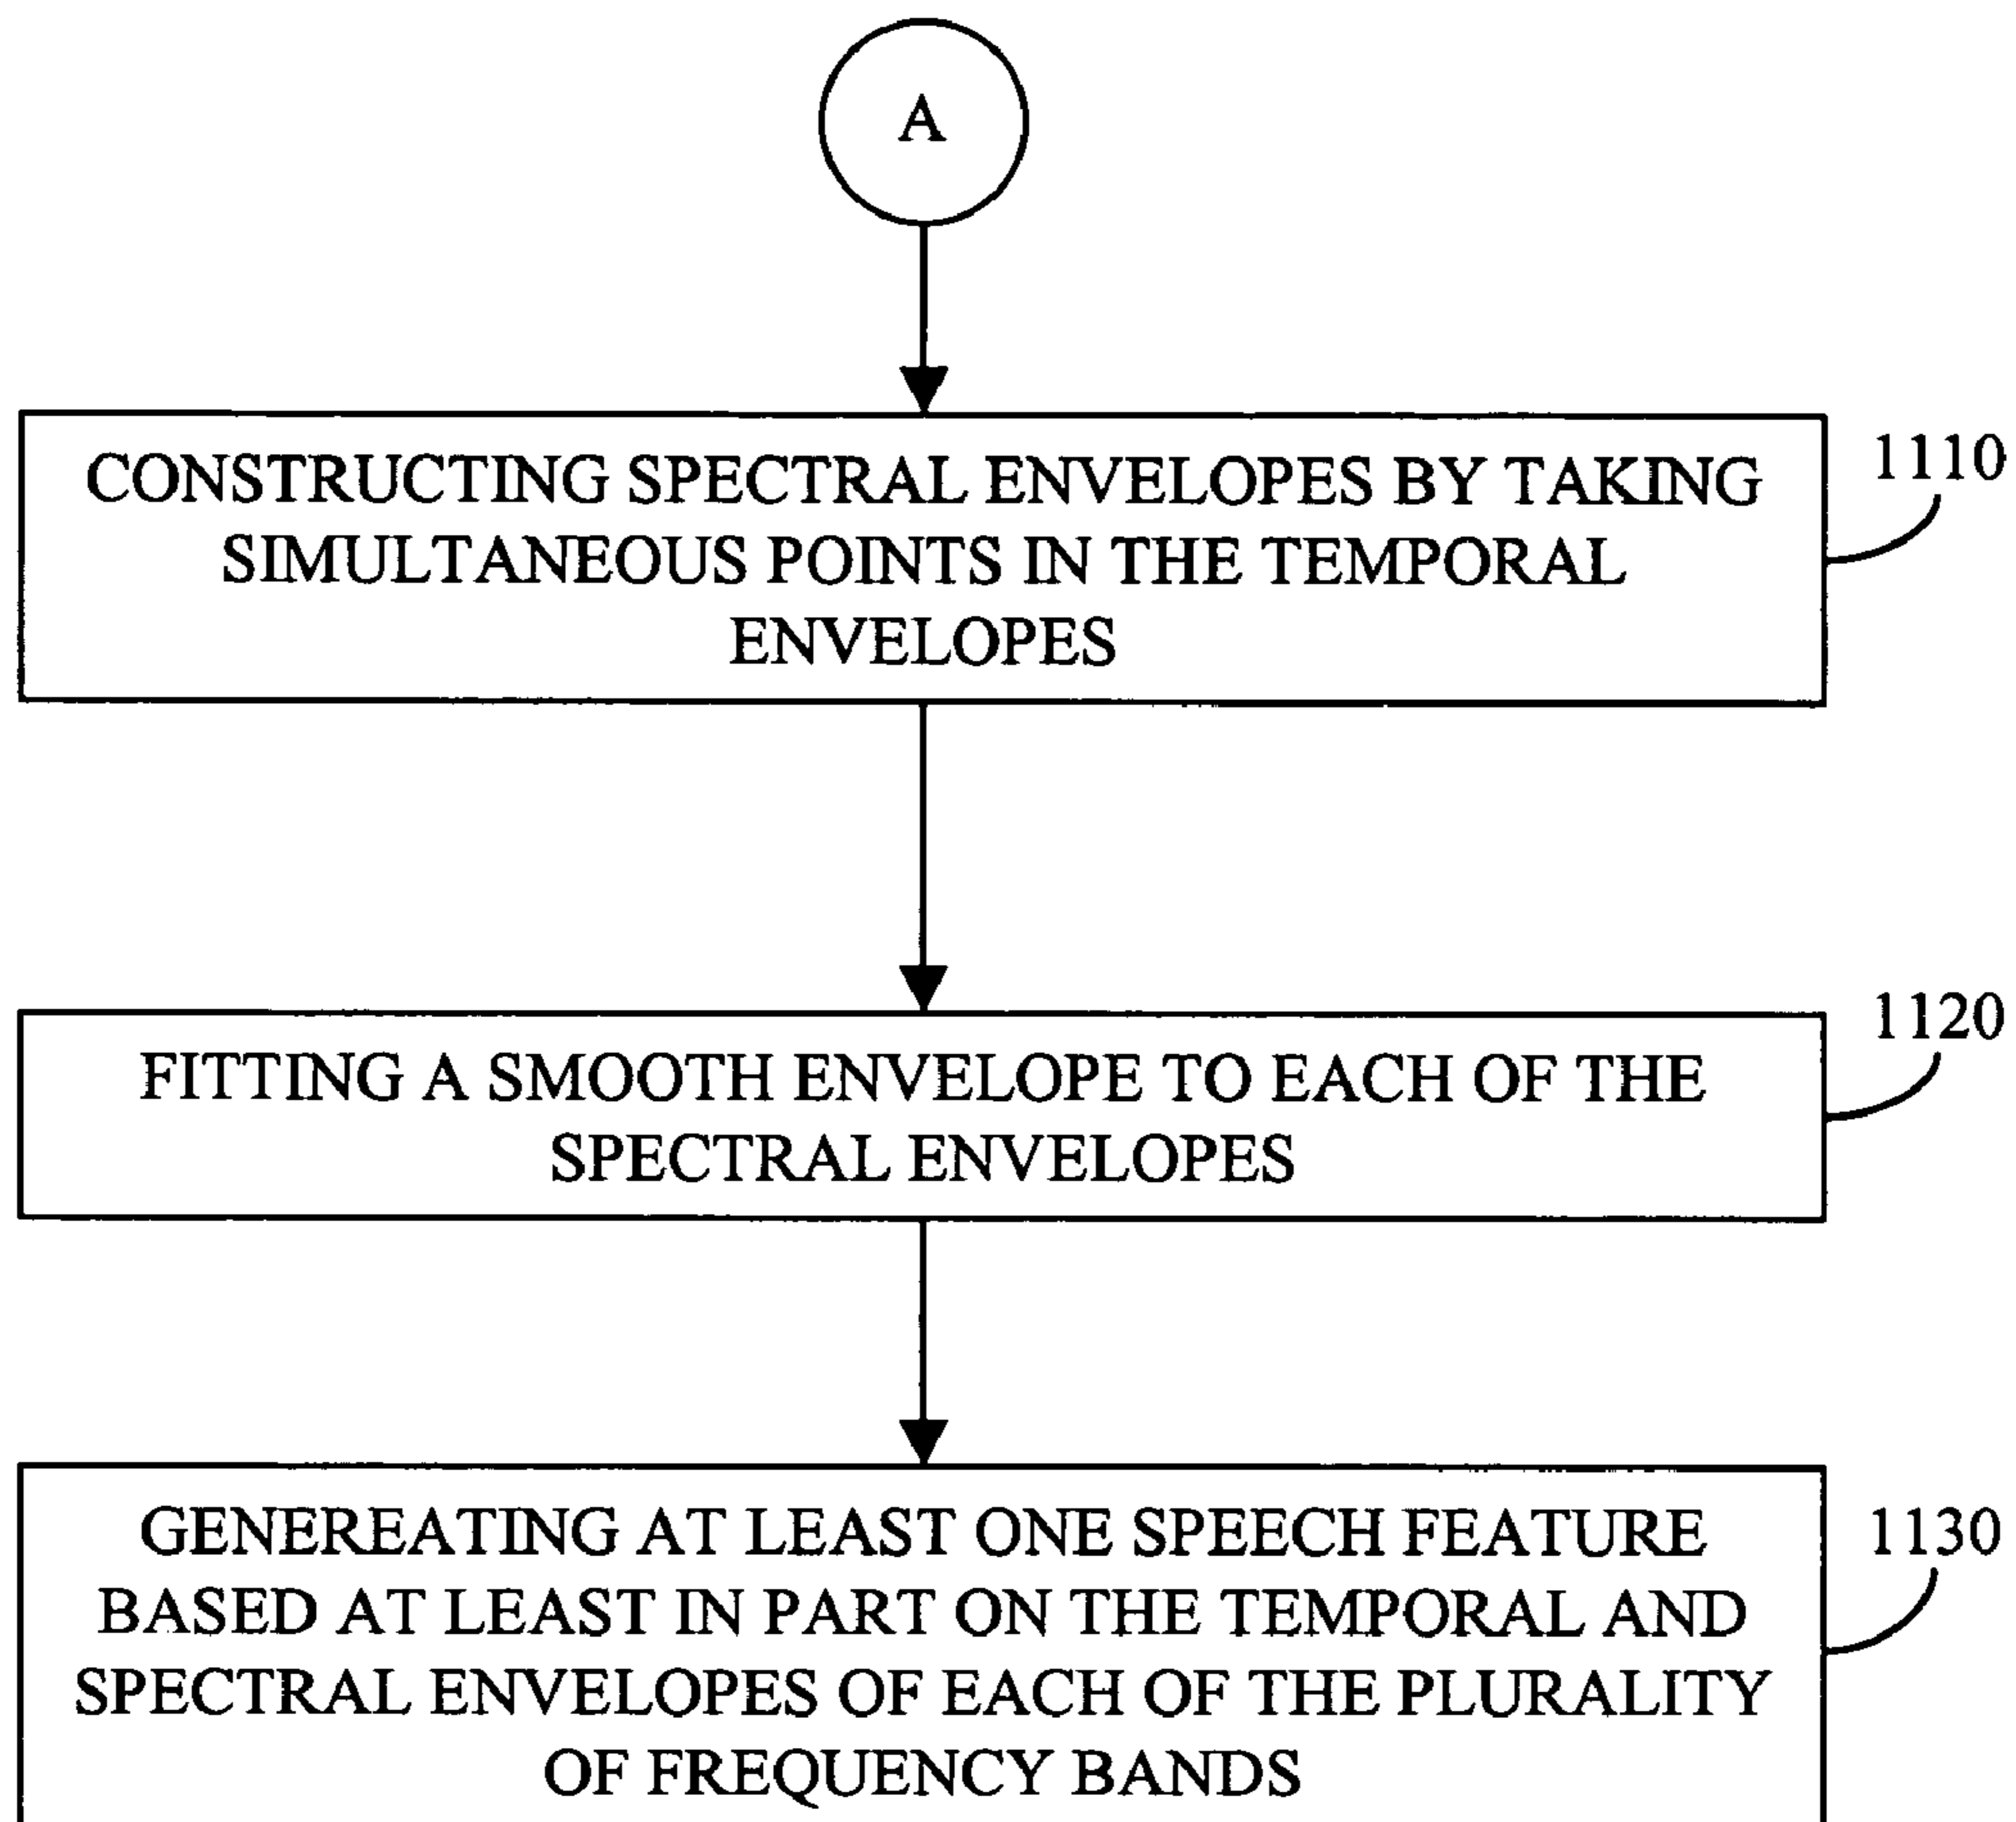 A
CONSTRUCTING SPECTRAL ENVELOPES BY TAKING
SIMULTANEOUS POINTS IN THE TEMPORAL
ENVELOPES
1110
FITTING A SMOOTH ENVELOPE TO EACH OF THE
SPECTRAL ENVELOPES
1120
GENEREATING AT LEAST ONE SPEECH FEATURE
BASED AT LEAST IN PART ON THE TEMPORAL AND
SPECTRAL ENVELOPES OF EACH OF THE PLURALITY
OF FREQUENCY BANDS
1130